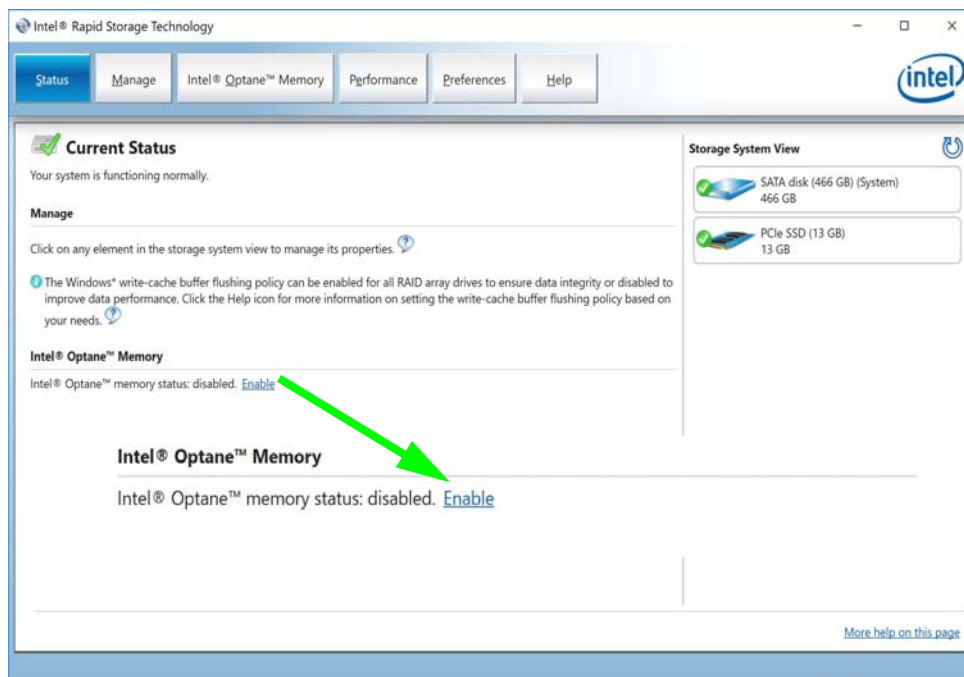 Intel® Rapid Storage Technology
Status Manage Intel® Optane™ Memory Performance Preferences Help
intel
Current Status
Your system is functioning normally.
Manage
Click on any element in the storage system view to manage its properties. ?
The Windows* write-cache buffer flushing policy can be enabled for all RAID array drives to ensure data integrity or disabled to
improve data performance. Click the Help icon for more information on setting the write-cache buffer flushing policy based on
your needs. ?
Intel® Optane™ Memory
Intel® Optane™ memory status: disabled. Enable
Intel® Optane™ Memory
Intel® Optane™ memory status: disabled. Enable
Storage System View
SATA disk (466 GB) (System)
466 GB
PCIe SSD (13 GB)
13 GB
More help on this page